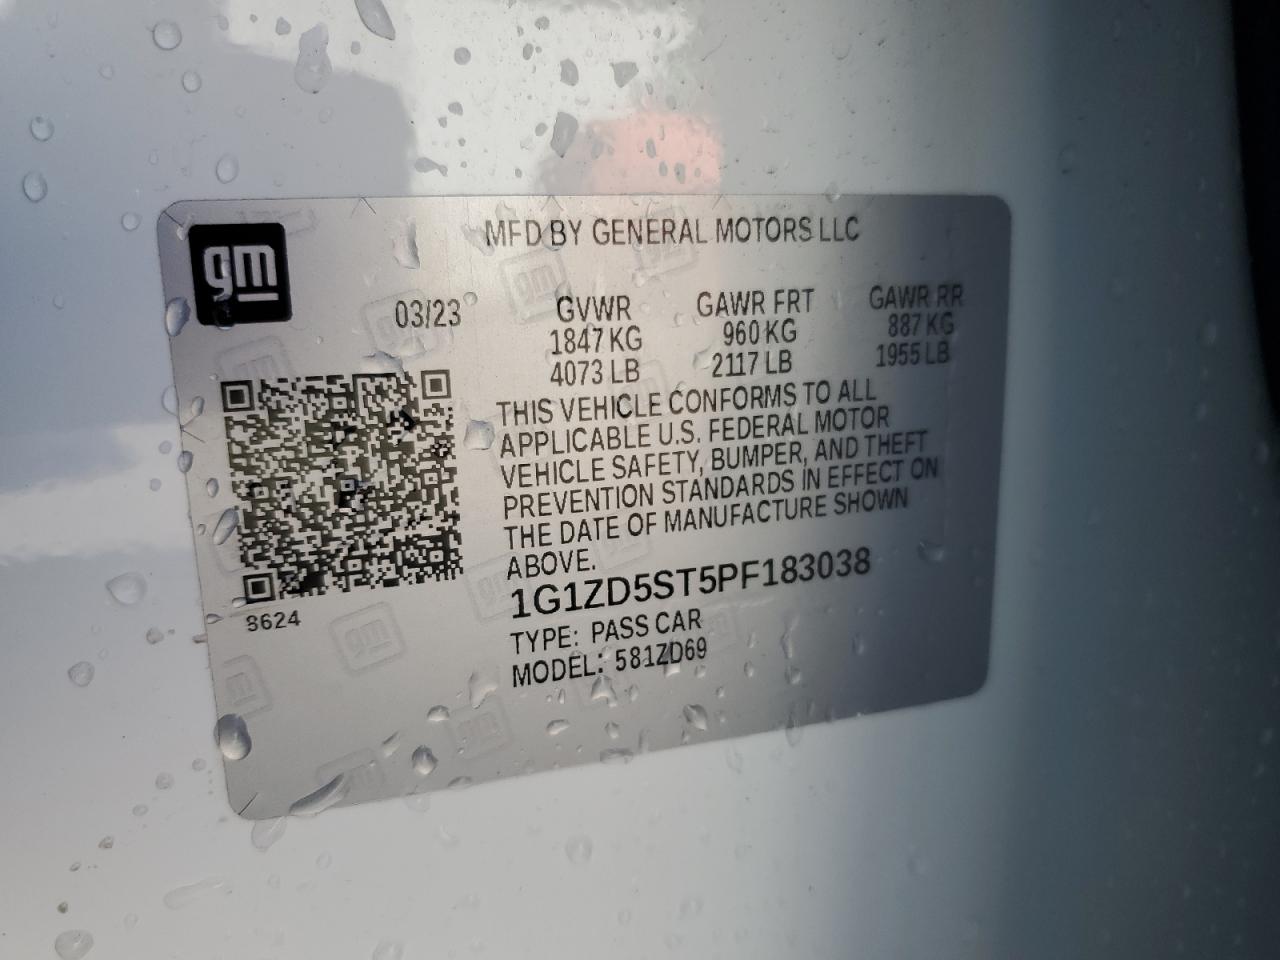 gm
MFD BY GENERAL MOTORS LLC
03/23 GVWR GAWR FRT GAWR RR
1847 KG 960 KG 887 KG
4073 LB 2117 LB 1955 LB
THIS VEHICLE CONFORMS TO ALL
APPLICABLE U.S. FEDERAL MOTOR
VEHICLE SAFETY, BUMPER, AND THEFT
PREVENTION STANDARDS IN EFFECT ON
THE DATE OF MANUFACTURE SHOWN
ABOVE.
1G1ZD5ST5PF183038
TYPE: PASS CAR
MODEL: 581ZD69
8624